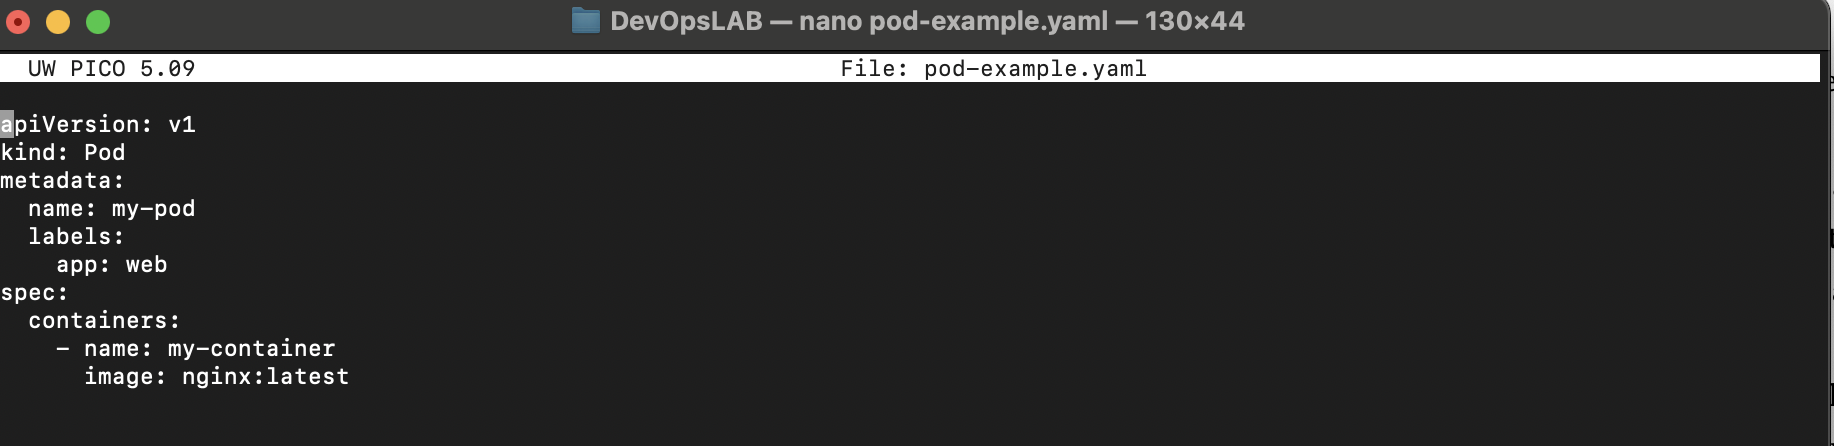 DevOpsLAB — nano pod-example.yaml — 130×44
UW PICO 5.09 File: pod-example.yaml
apiVersion: v1
kind: Pod
metadata:
  name: my-pod
  labels:
    app: web
spec:
  containers:
    - name: my-container
      image: nginx:latest